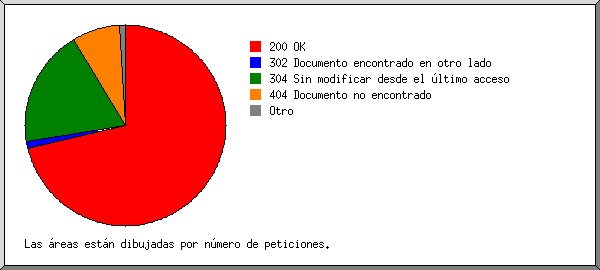 200 OK
302 Documento encontrado en otro lado
304 Sin modificar desde el último acceso
404 Documento no encontrado
Otro
Las áreas están dibujadas por número de peticiones.